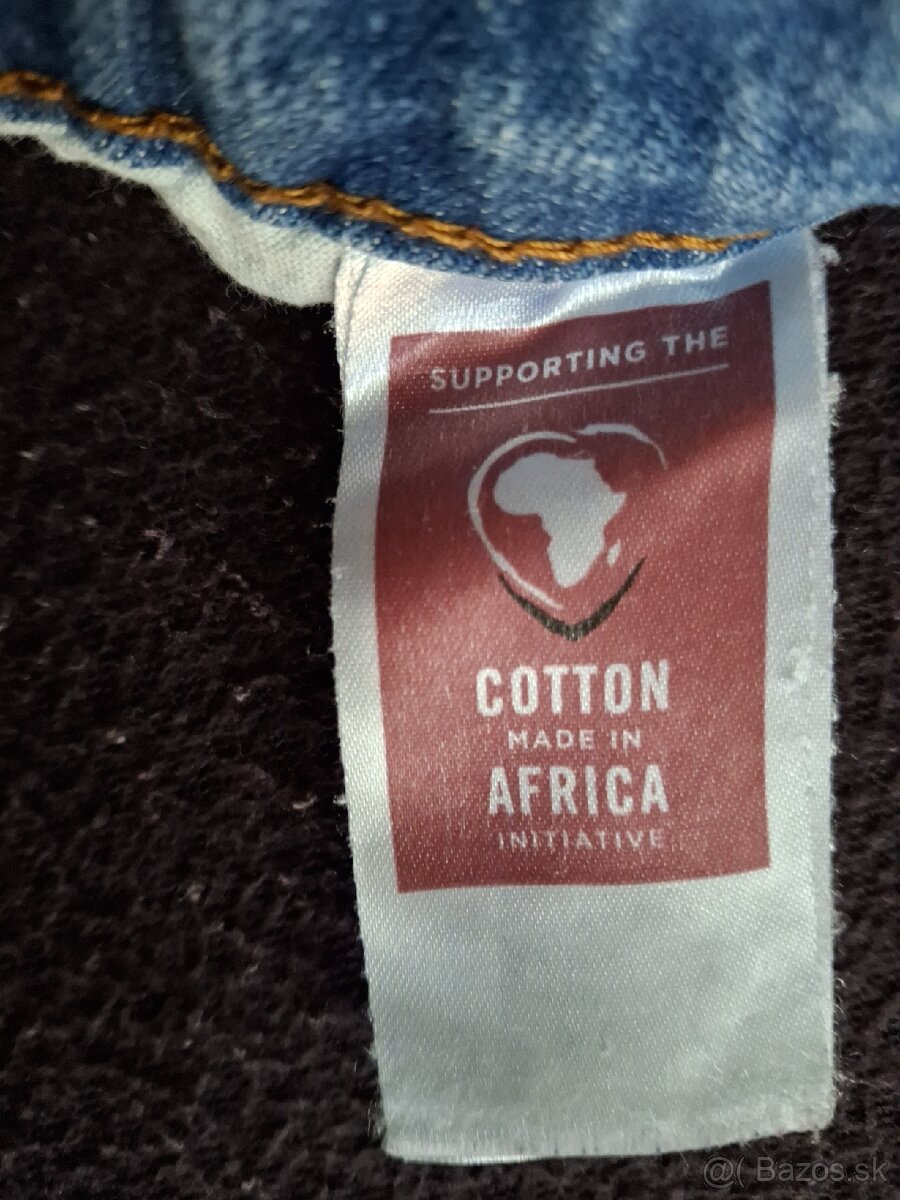 SUPPORTING THE
COTTON
MADE IN
AFRICA
INITIATIVE
@( Bazos.sk